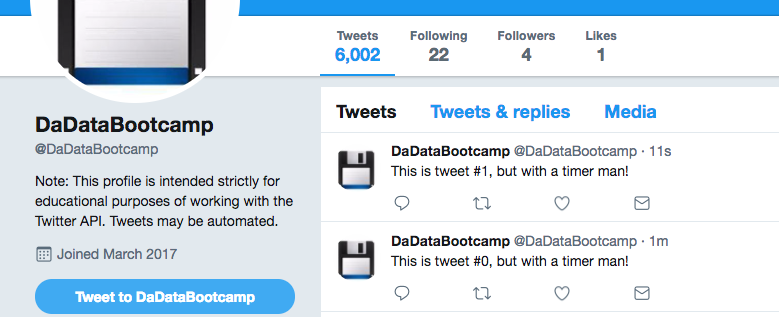 Tweets Following Followers Likes
6,002 22 4 1
DaDataBootcamp
@DaDataBootcamp
Note: This profile is intended strictly for
educational purposes of working with the
Twitter API. Tweets may be automated.
Joined March 2017
Tweet to DaDataBootcamp
Tweets Tweets & replies Media
DaDataBootcamp @DaDataBootcamp · 11s
This is tweet #1, but with a timer man!
DaDataBootcamp @DaDataBootcamp · 1m
This is tweet #0, but with a timer man!